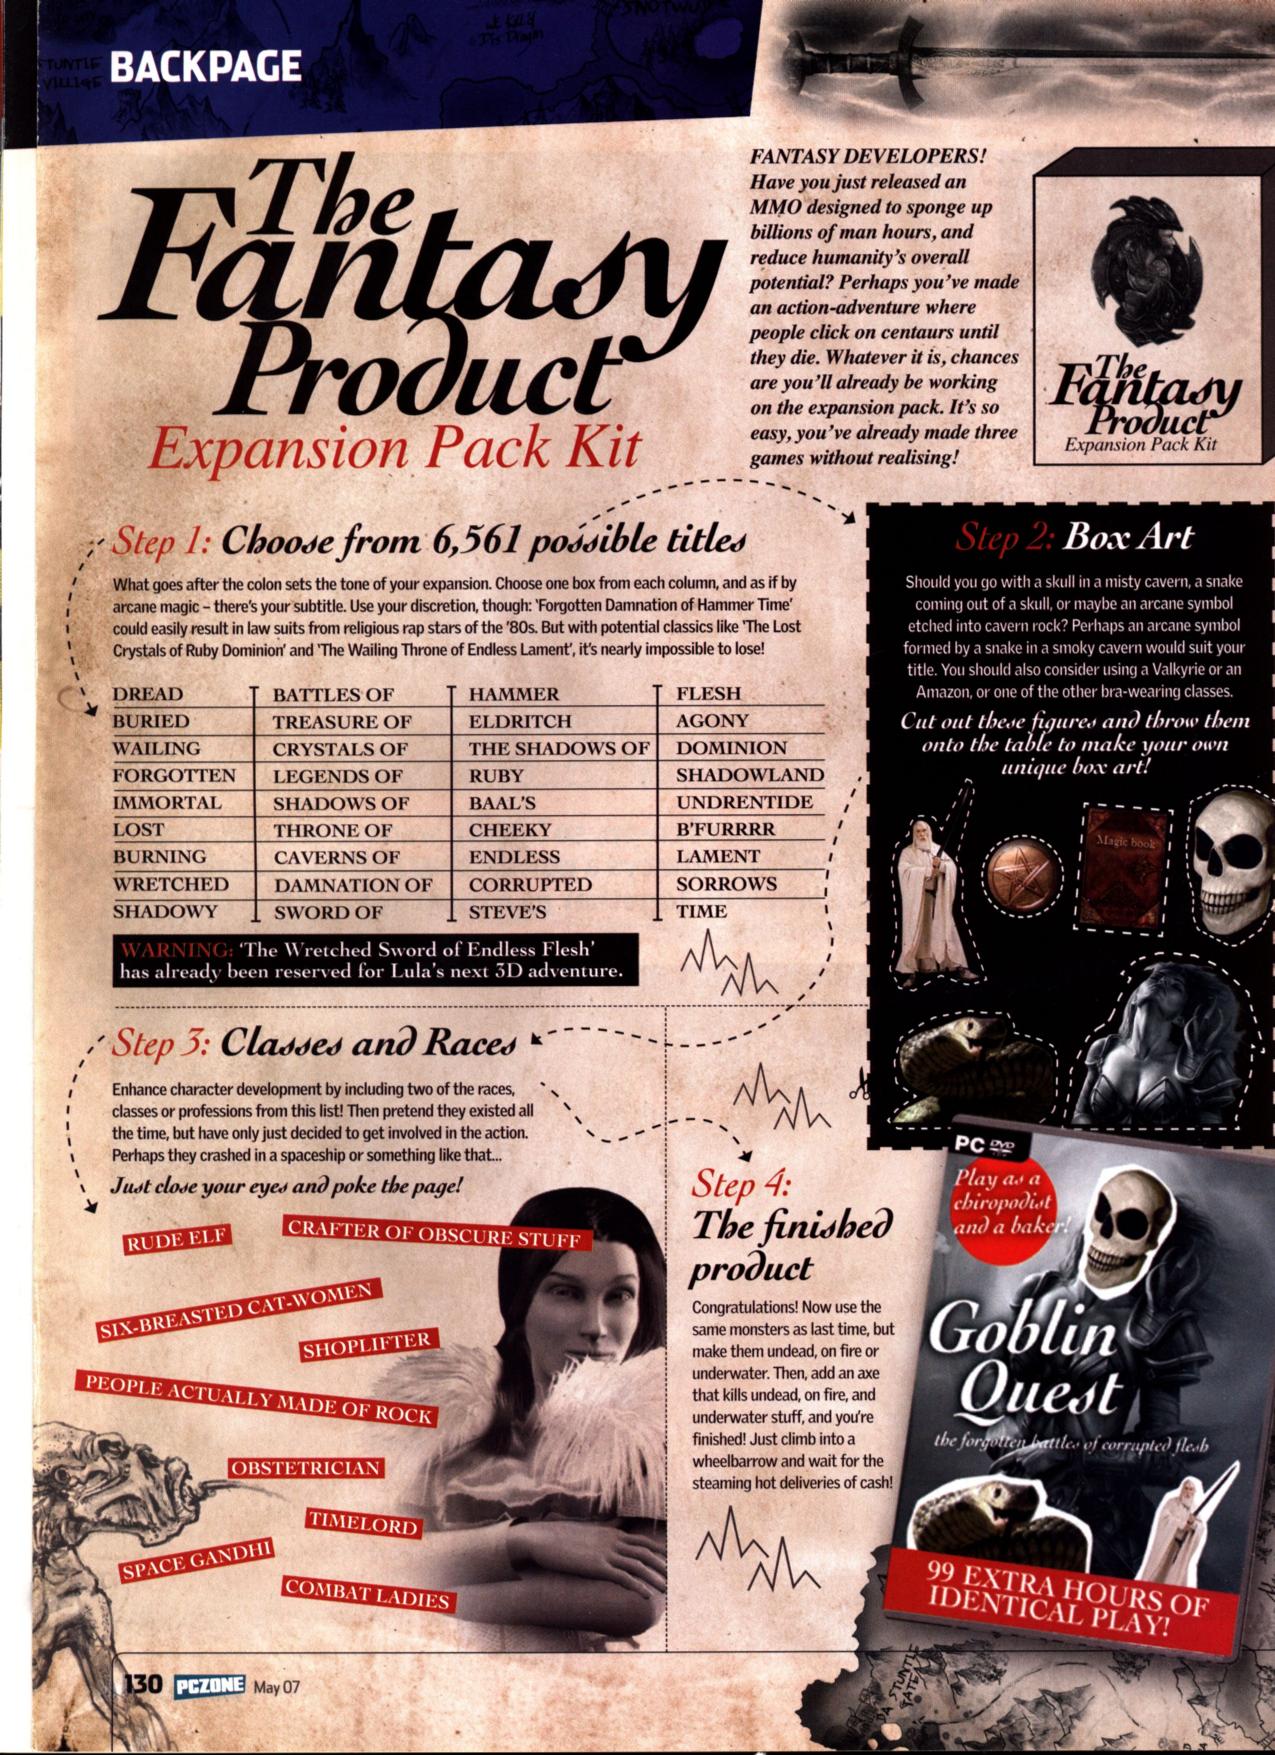 BACKPAGE
The
Fantasy
Product
Expansion Pack Kit
FANTASY DEVELOPERS!
Have you just released an
MMO designed to sponge up
billions of man hours, and
reduce humanity's overall
potential? Perhaps you've made
an action-adventure where
people click on centaurs until
they die. Whatever it is, chances
are you'll already be working
on the expansion pack. It's so
easy, you've already made three
games without realising!
The
Fantasy
Product
Expansion Pack Kit
Step 1: Choose from 6,561 possible titles
What goes after the colon sets the tone of your expansion. Choose one box from each column, and as if by
arcane magic – there's your subtitle. Use your discretion, though: 'Forgotten Damnation of Hammer Time'
could easily result in law suits from religious rap stars of the '80s. But with potential classics like 'The Lost
Crystals of Ruby Dominion' and 'The Wailing Throne of Endless Lament', it's nearly impossible to lose!
DREAD BATTLES OF HAMMER FLESH
BURIED TREASURE OF ELDRITCH AGONY
WAILING CRYSTALS OF THE SHADOWS OF DOMINION
FORGOTTEN LEGENDS OF RUBY SHADOWLAND
IMMORTAL SHADOWS OF BAAL'S UNDRENTIDE
LOST THRONE OF CHEEKY B'FURRRR
BURNING CAVERNS OF ENDLESS LAMENT
WRETCHED DAMNATION OF CORRUPTED SORROWS
SHADOWY SWORD OF STEVE'S TIME
WARNING: 'The Wretched Sword of Endless Flesh'
has already been reserved for Lula's next 3D adventure.
Step 2: Box Art
Should you go with a skull in a misty cavern, a snake
coming out of a skull, or maybe an arcane symbol
etched into cavern rock? Perhaps an arcane symbol
formed by a snake in a smoky cavern would suit your
title. You should also consider using a Valkyrie or an
Amazon, or one of the other bra-wearing classes.
Cut out these figures and throw them
onto the table to make your own
unique box art!
Magic book
Step 3: Classes and Races
Enhance character development by including two of the races,
classes or professions from this list! Then pretend they existed all
the time, but have only just decided to get involved in the action.
Perhaps they crashed in a spaceship or something like that...
Just close your eyes and poke the page!
RUDE ELF
CRAFTER OF OBSCURE STUFF
SIX-BREASTED CAT-WOMEN
SHOPLIFTER
PEOPLE ACTUALLY MADE OF ROCK
OBSTETRICIAN
TIMELORD
SPACE GANDHI
COMBAT LADIES
Step 4:
The finished
product
Congratulations! Now use the
same monsters as last time, but
make them undead, on fire or
underwater. Then, add an axe
that kills undead, on fire, and
underwater stuff, and you're
finished! Just climb into a
wheelbarrow and wait for the
steaming hot deliveries of cash!
PC DVD
Play as a
chiropodist
and a baker!
Goblin
Quest
the forgotten battles of corrupted flesh
99 EXTRA HOURS OF
IDENTICAL PLAY!
DA STUNTLE
GATE
130 PCZONE May 07